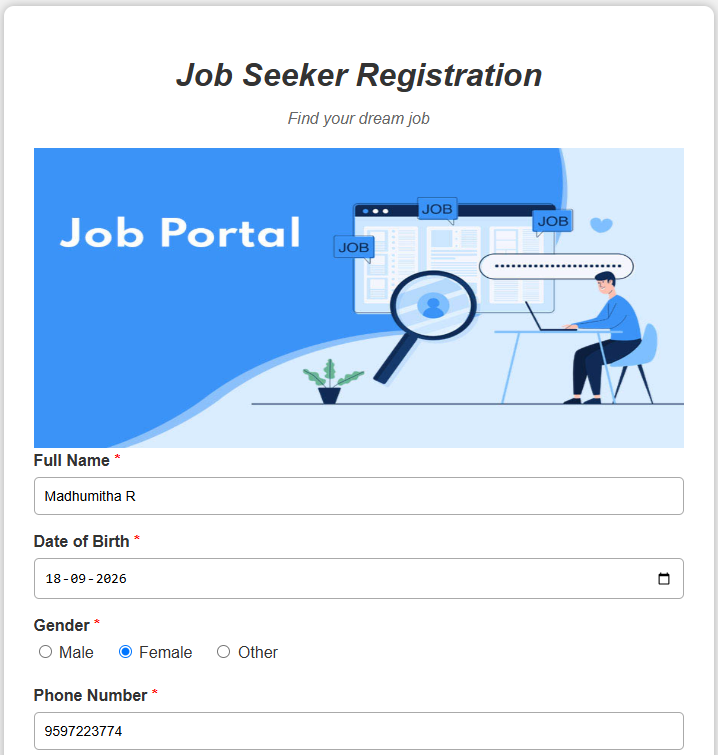 Job Seeker Registration
Find your dream job
Job Portal
JOB
JOB
JOB
Full Name *
Madhumitha R
Date of Birth *
18-09-2026
Gender *
Male Female Other
Phone Number *
9597223774